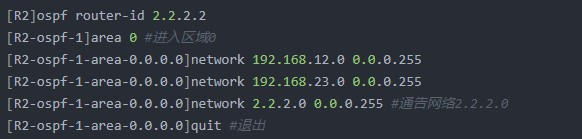 [R2]ospf router-id 2.2.2.2
[R2-ospf-1]area 0 #进入区域0
[R2-ospf-1-area-0.0.0.0]network 192.168.12.0 0.0.0.255
[R2-ospf-1-area-0.0.0.0]network 192.168.23.0 0.0.0.255
[R2-ospf-1-area-0.0.0.0]network 2.2.2.0 0.0.0.255 #通告网络2.2.2.0
[R2-ospf-1-area-0.0.0.0]quit #退出